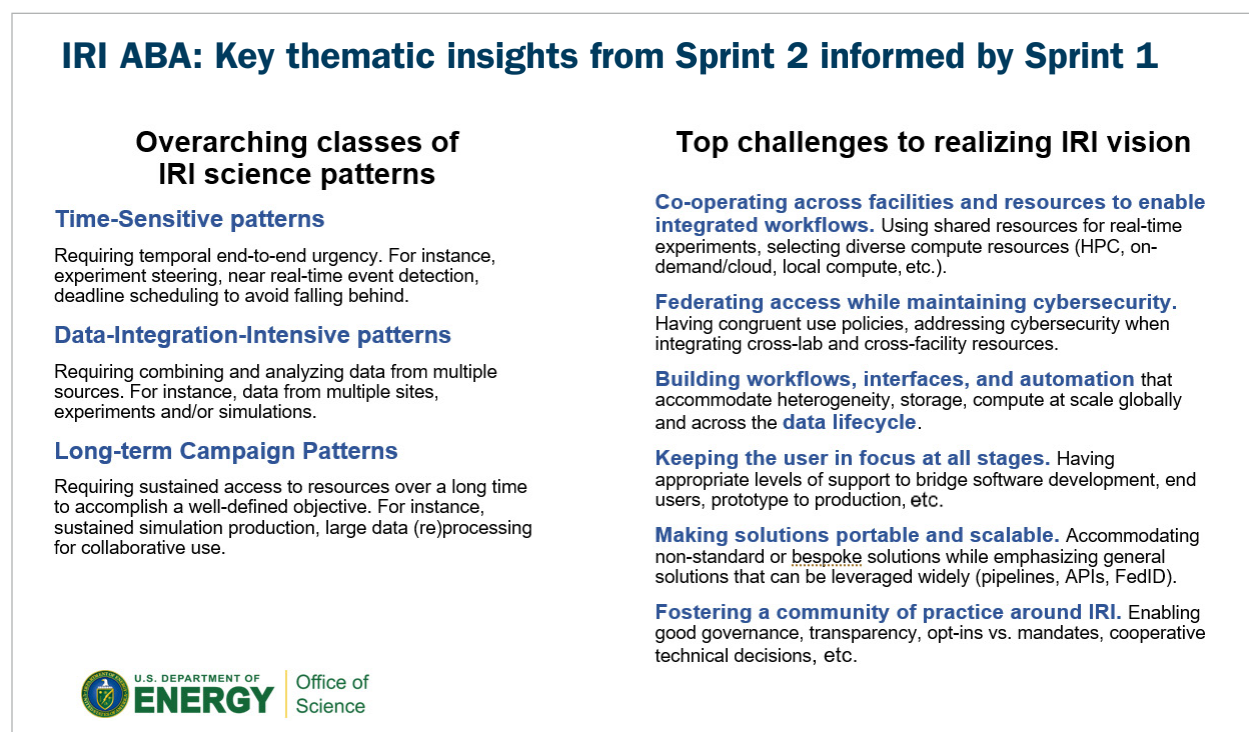 IRI ABA: Key thematic insights from Sprint 2 informed by Sprint 1
Overarching classes of
IRI science patterns
Time-Sensitive patterns
Requiring temporal end-to-end urgency. For instance,
experiment steering, near real-time event detection,
deadline scheduling to avoid falling behind.
Data-Integration-Intensive patterns
Requiring combining and analyzing data from multiple
sources. For instance, data from multiple sites,
experiments and/or simulations.
Long-term Campaign Patterns
Requiring sustained access to resources over a long time
to accomplish a well-defined objective. For instance,
sustained simulation production, large data (re)processing
for collaborative use.
Top challenges to realizing IRI vision
Co-operating across facilities and resources to enable
integrated workflows. Using shared resources for real-time
experiments, selecting diverse compute resources (HPC, on-
demand/cloud, local compute, etc.).
Federating access while maintaining cybersecurity.
Having congruent use policies, addressing cybersecurity when
integrating cross-lab and cross-facility resources.
Building workflows, interfaces, and automation that
accommodate heterogeneity, storage, compute at scale globally
and across the data lifecycle.
Keeping the user in focus at all stages. Having
appropriate levels of support to bridge software development, end
users, prototype to production, etc.
Making solutions portable and scalable. Accommodating
non-standard or bespoke solutions while emphasizing general
solutions that can be leveraged widely (pipelines, APIs, FedID).
Fostering a community of practice around IRI. Enabling
good governance, transparency, opt-ins vs. mandates, cooperative
technical decisions, etc.
U.S. DEPARTMENT OF
ENERGY
Office of
Science